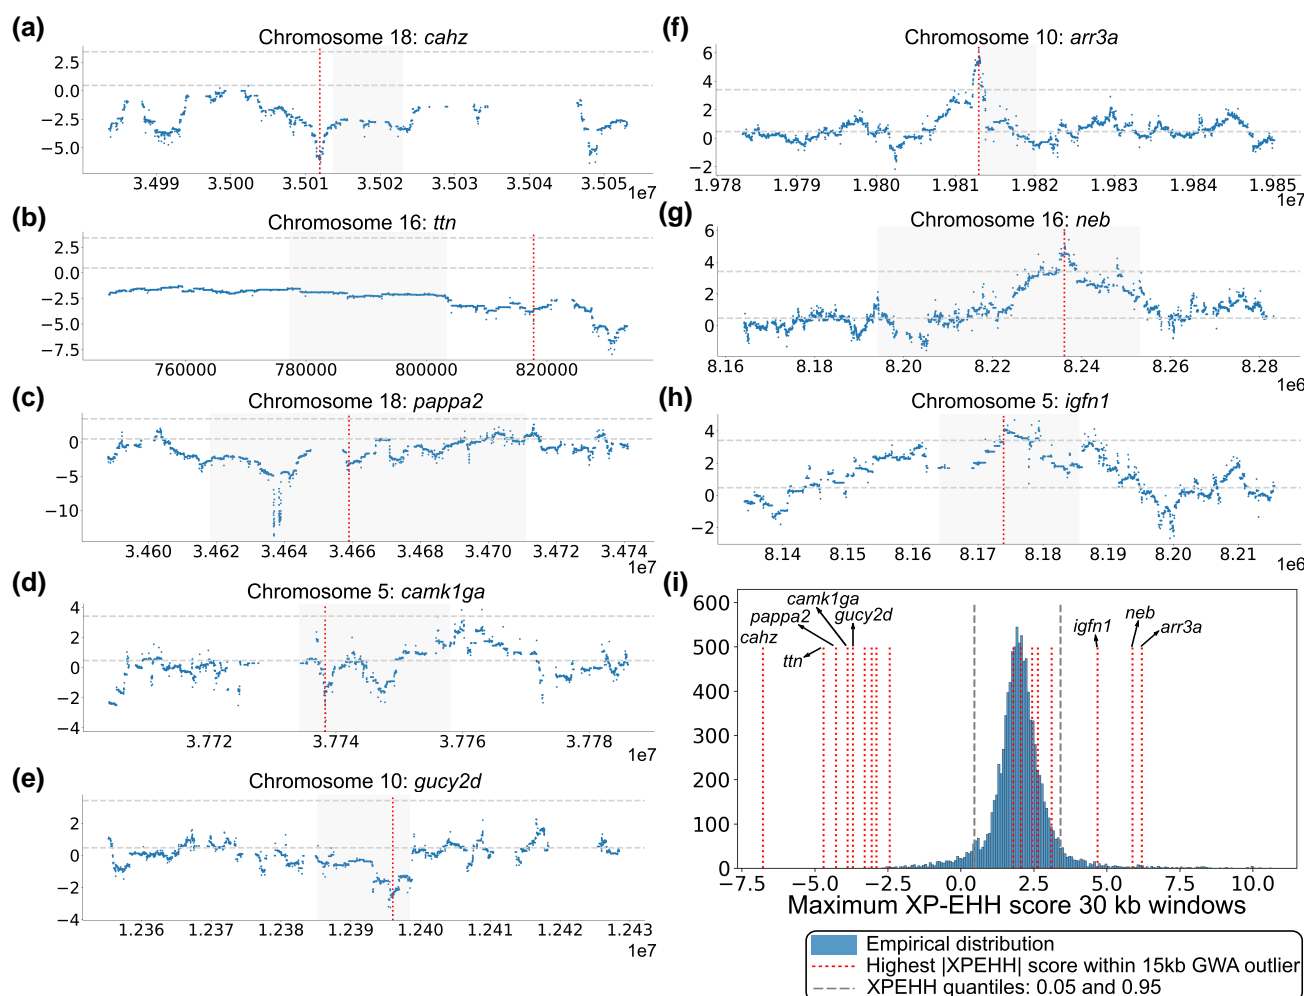 (a)
Chromosome 18: cahz
2.5
0.0
−2.5
−5.0
3.499 3.500 3.501 3.502 3.503 3.504 3.505
1e7
(b)
Chromosome 16: ttn
2.5
0.0
−2.5
−5.0
−7.5
760000 780000 800000 820000
(c)
Chromosome 18: pappa2
0
−5
−10
3.460 3.462 3.464 3.466 3.468 3.470 3.472 3.474
1e7
(d)
Chromosome 5: camk1ga
4
2
0
−2
−4
3.772 3.774 3.776 3.778
1e7
(e)
Chromosome 10: gucy2d
2
0
−2
−4
1.236 1.237 1.238 1.239 1.240 1.241 1.242 1.243
1e7
(f)
Chromosome 10: arr3a
6
4
2
0
−2
1.978 1.979 1.980 1.981 1.982 1.983 1.984 1.985
1e7
(g)
Chromosome 16: neb
6
4
2
0
8.16 8.18 8.20 8.22 8.24 8.26 8.28
1e6
(h)
Chromosome 5: igfn1
4
2
0
−2
8.14 8.15 8.16 8.17 8.18 8.19 8.20 8.21
1e6
(i)
600
500
400
300
200
100
0
camk1ga
pappa2 gucy2d
cahz
ttn
igfn1 neb
arr3a
−7.5 −5.0 −2.5 0.0 2.5 5.0 7.5 10.0
Maximum XP-EHH score 30 kb windows
Empirical distribution
Highest |XPEHH| score within 15kb GWA outlier
XPEHH quantiles: 0.05 and 0.95